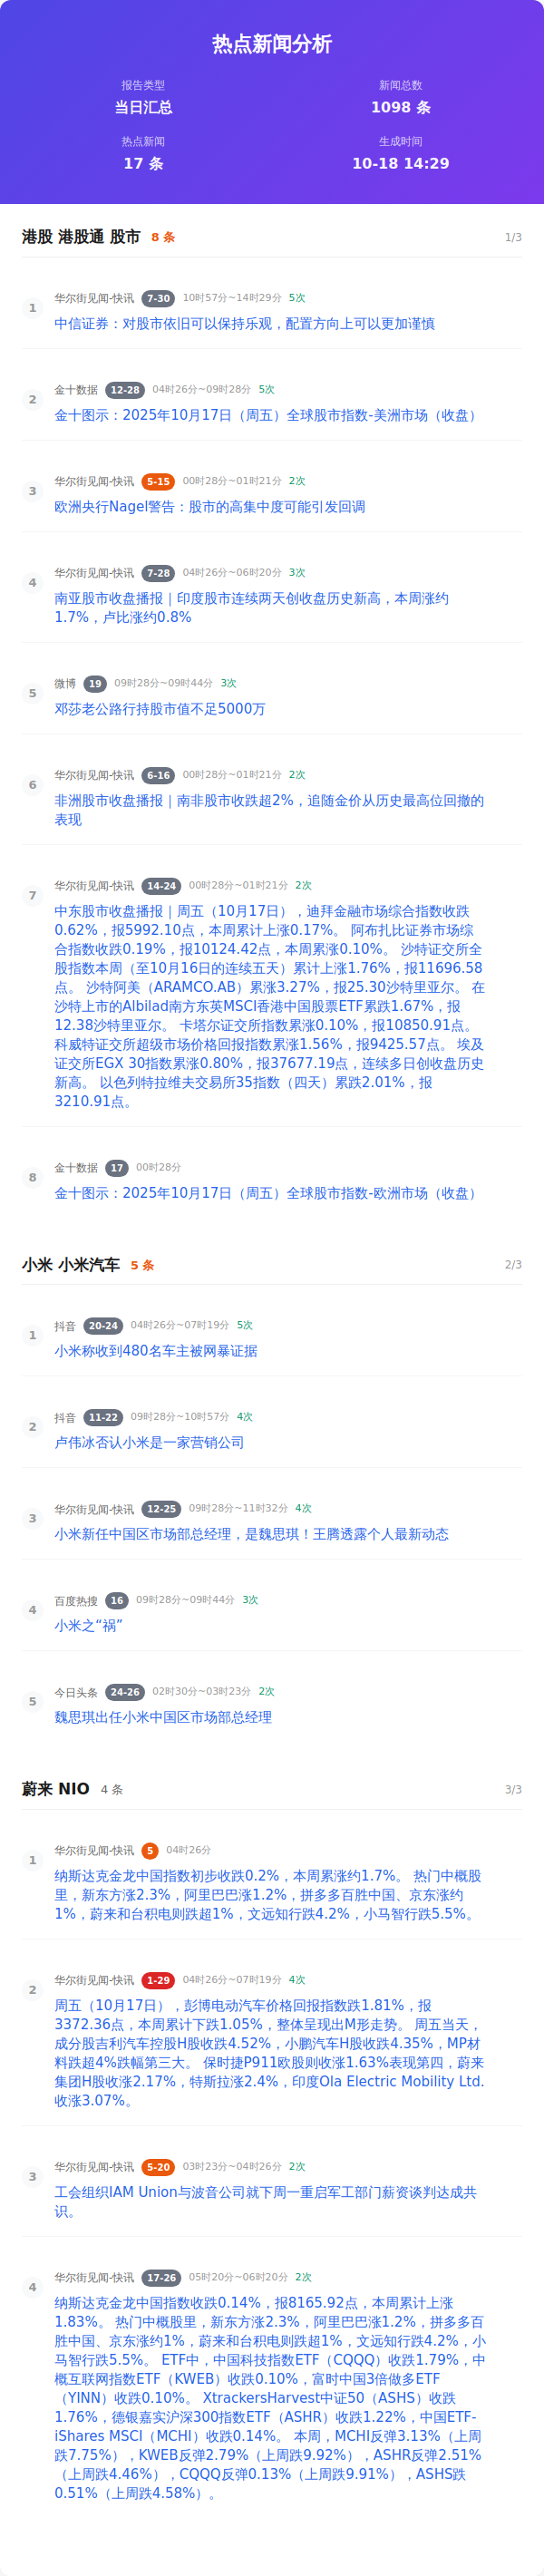 热点新闻分析
报告类型
新闻总数
当日汇总
1098 条
热点新闻
生成时间
17 条
10-18 14:29
港股 港股通 股市 8 条 1/3
1
华尔街见闻-快讯 7-30 10时57分~14时29分 5次
中信证券：对股市依旧可以保持乐观，配置方向上可以更加谨慎
2
金十数据 12-28 04时26分~09时28分 5次
金十图示：2025年10月17日（周五）全球股市指数-美洲市场（收盘）
3
华尔街见闻-快讯 5-15 00时28分~01时21分 2次
欧洲央行Nagel警告：股市的高集中度可能引发回调
4
华尔街见闻-快讯 7-28 04时26分~06时20分 3次
南亚股市收盘播报｜印度股市连续两天创收盘历史新高，本周涨约
1.7%，卢比涨约0.8%
5
微博 19 09时28分~09时44分 3次
邓莎老公路行持股市值不足5000万
6
华尔街见闻-快讯 6-16 00时28分~01时21分 2次
非洲股市收盘播报｜南非股市收跌超2%，追随金价从历史最高位回撤的
表现
7
华尔街见闻-快讯 14-24 00时28分~01时21分 2次
中东股市收盘播报｜周五（10月17日），迪拜金融市场综合指数收跌
0.62%，报5992.10点，本周累计上涨0.17%。 阿布扎比证券市场综
合指数收跌0.19%，报10124.42点，本周累涨0.10%。 沙特证交所全
股指数本周（至10月16日的连续五天）累计上涨1.76%，报11696.58
点。 沙特阿美（ARAMCO.AB）累涨3.27%，报25.30沙特里亚尔。 在
沙特上市的Albilad南方东英MSCI香港中国股票ETF累跌1.67%，报
12.38沙特里亚尔。 卡塔尔证交所指数累涨0.10%，报10850.91点。
科威特证交所超级市场价格回报指数累涨1.56%，报9425.57点。 埃及
证交所EGX 30指数累涨0.80%，报37677.19点，连续多日创收盘历史
新高。 以色列特拉维夫交易所35指数（四天）累跌2.01%，报
3210.91点。
8
金十数据 17 00时28分
金十图示：2025年10月17日（周五）全球股市指数-欧洲市场（收盘）
小米 小米汽车 5 条 2/3
1
抖音 20-24 04时26分~07时19分 5次
小米称收到480名车主被网暴证据
2
抖音 11-22 09时28分~10时57分 4次
卢伟冰否认小米是一家营销公司
3
华尔街见闻-快讯 12-25 09时28分~11时32分 4次
小米新任中国区市场部总经理，是魏思琪！王腾透露个人最新动态
4
百度热搜 16 09时28分~09时44分 3次
小米之“祸”
5
今日头条 24-26 02时30分~03时23分 2次
魏思琪出任小米中国区市场部总经理
蔚来 NIO 4 条 3/3
1
华尔街见闻-快讯 5 04时26分
纳斯达克金龙中国指数初步收跌0.2%，本周累涨约1.7%。 热门中概股
里，新东方涨2.3%，阿里巴巴涨1.2%，拼多多百胜中国、京东涨约
1%，蔚来和台积电则跌超1%，文远知行跌4.2%，小马智行跌5.5%。
2
华尔街见闻-快讯 1-29 04时26分~07时19分 4次
周五（10月17日），彭博电动汽车价格回报指数跌1.81%，报
3372.36点，本周累计下跌1.05%，整体呈现出M形走势。 周五当天，
成分股吉利汽车控股H股收跌4.52%，小鹏汽车H股收跌4.35%，MP材
料跌超4%跌幅第三大。 保时捷P911欧股则收涨1.63%表现第四，蔚来
集团H股收涨2.17%，特斯拉涨2.4%，印度Ola Electric Mobility Ltd.
收涨3.07%。
3
华尔街见闻-快讯 5-20 03时23分~04时26分 2次
工会组织IAM Union与波音公司就下周一重启军工部门薪资谈判达成共
识。
4
华尔街见闻-快讯 17-26 05时20分~06时20分 2次
纳斯达克金龙中国指数收跌0.14%，报8165.92点，本周累计上涨
1.83%。 热门中概股里，新东方涨2.3%，阿里巴巴涨1.2%，拼多多百
胜中国、京东涨约1%，蔚来和台积电则跌超1%，文远知行跌4.2%，小
马智行跌5.5%。 ETF中，中国科技指数ETF（CQQQ）收跌1.79%，中
概互联网指数ETF（KWEB）收跌0.10%，富时中国3倍做多ETF
（YINN）收跌0.10%。 XtrackersHarvest中证50（ASHS）收跌
1.76%，德银嘉实沪深300指数ETF（ASHR）收跌1.22%，中国ETF-
iShares MSCI（MCHI）收跌0.14%。 本周，MCHI反弹3.13%（上周
跌7.75%），KWEB反弹2.79%（上周跌9.92%），ASHR反弹2.51%
（上周跌4.46%），CQQQ反弹0.13%（上周跌9.91%），ASHS跌
0.51%（上周跌4.58%）。